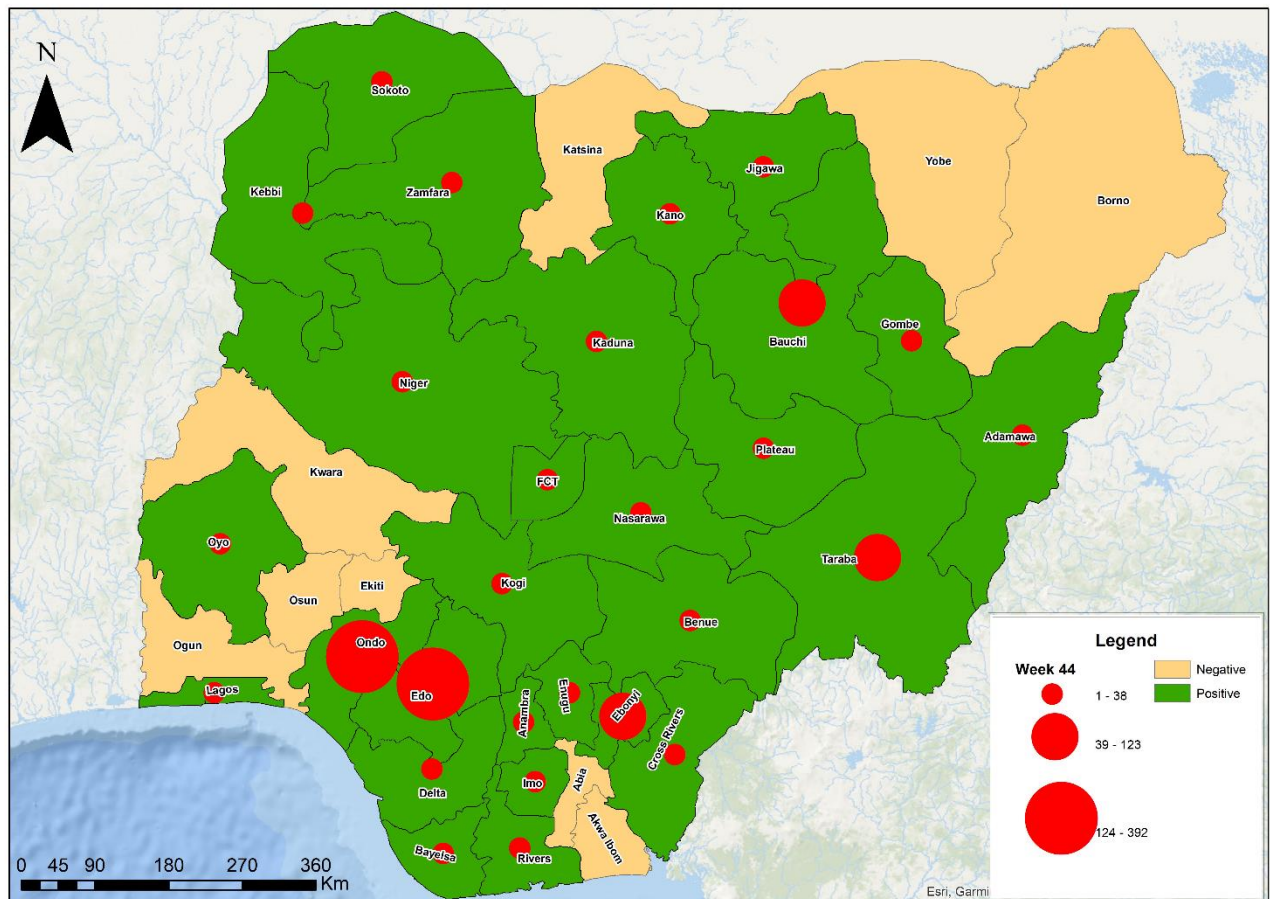 N
Sokoto
Katsina
Yobe
Jigawa
Kebbi
Zamfara
Borno
Kano
Gombe
Kaduna
Bauchi
Niger
Adamawa
Plateau
Kwara
FCT
Nasarawa
Oyo
Taraba
Kogi
Ekiti
Osun
Benue
Ondo
Ogun
Edo
Lagos
Anambra
Enugu
Ebonyi
Cross Rivers
Delta
Imo
Abia
Akwa Ibom
Bayelsa
Rivers
Legend
Week 44
1 - 38
39 - 123
124 - 392
Negative
Positive
0 45 90 180 270 360
Km
Esri, Garmi